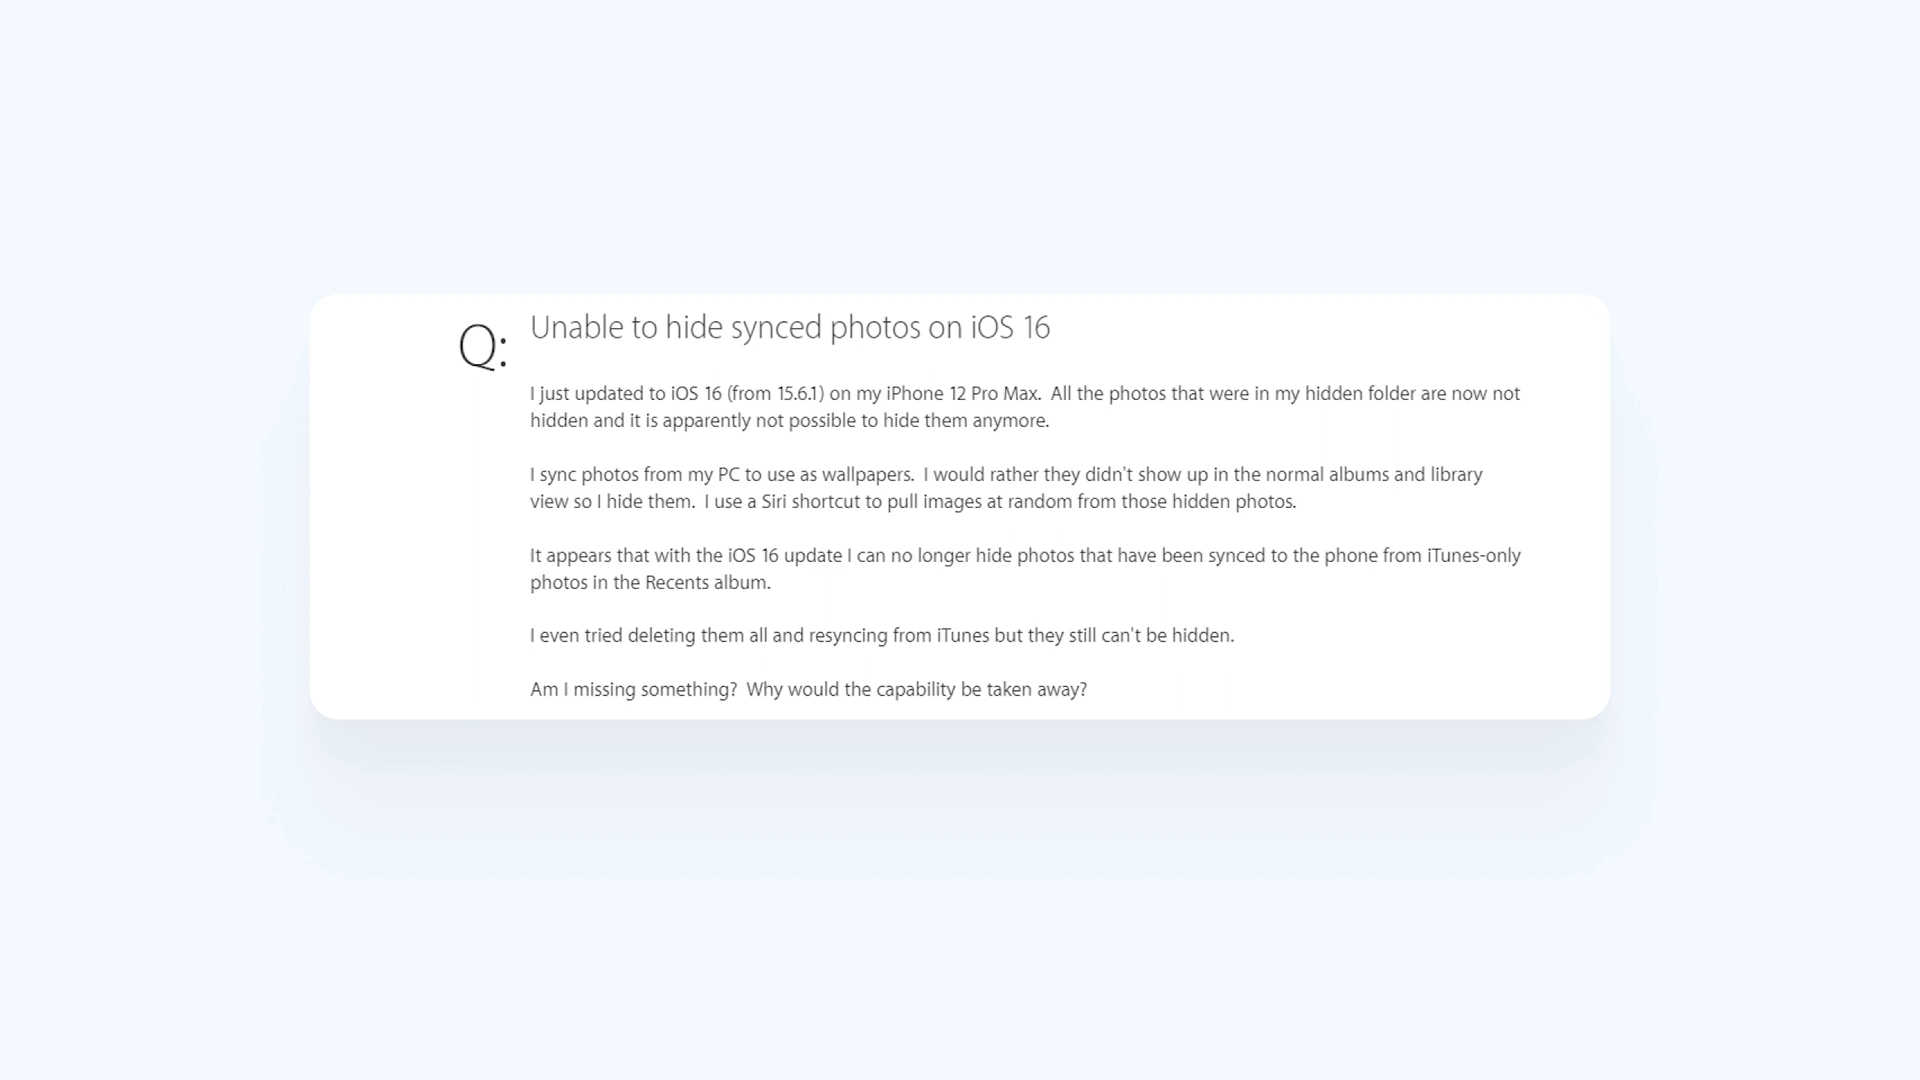 Q:
Unable to hide synced photos on iOS 16
I just updated to iOS 16 (from 15.6.1) on my iPhone 12 Pro Max.  All the photos that were in my hidden folder are now not
hidden and it is apparently not possible to hide them anymore.
I sync photos from my PC to use as wallpapers.  I would rather they didn't show up in the normal albums and library
view so I hide them.  I use a Siri shortcut to pull images at random from those hidden photos.
It appears that with the iOS 16 update I can no longer hide photos that have been synced to the phone from iTunes-only
photos in the Recents album.
I even tried deleting them all and resyncing from iTunes but they still can't be hidden.
Am I missing something?  Why would the capability be taken away?